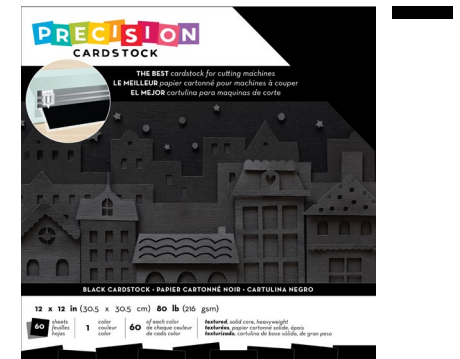 PRECISION
CARDSTOCK
THE BEST cardstock for cutting machines
LE MEILLEUR papier cartonné pour machines à couper
EL MEJOR cartulina para maquinas de corte
BLACK CARDSTOCK • PAPIER CARTONNÉ NOIR • CARTULINA NEGRO
12 x 12 in (30.5 x 30.5 cm) 80 lb (216 gsm)
60 sheets feuilles hojas
1 color couleur color
60 of each color de chaque couleur de cada color
textured, solid core, heavyweight
texturées, papier cartonné solide, épais
texturizada, cartulina de base sólida, de gran peso